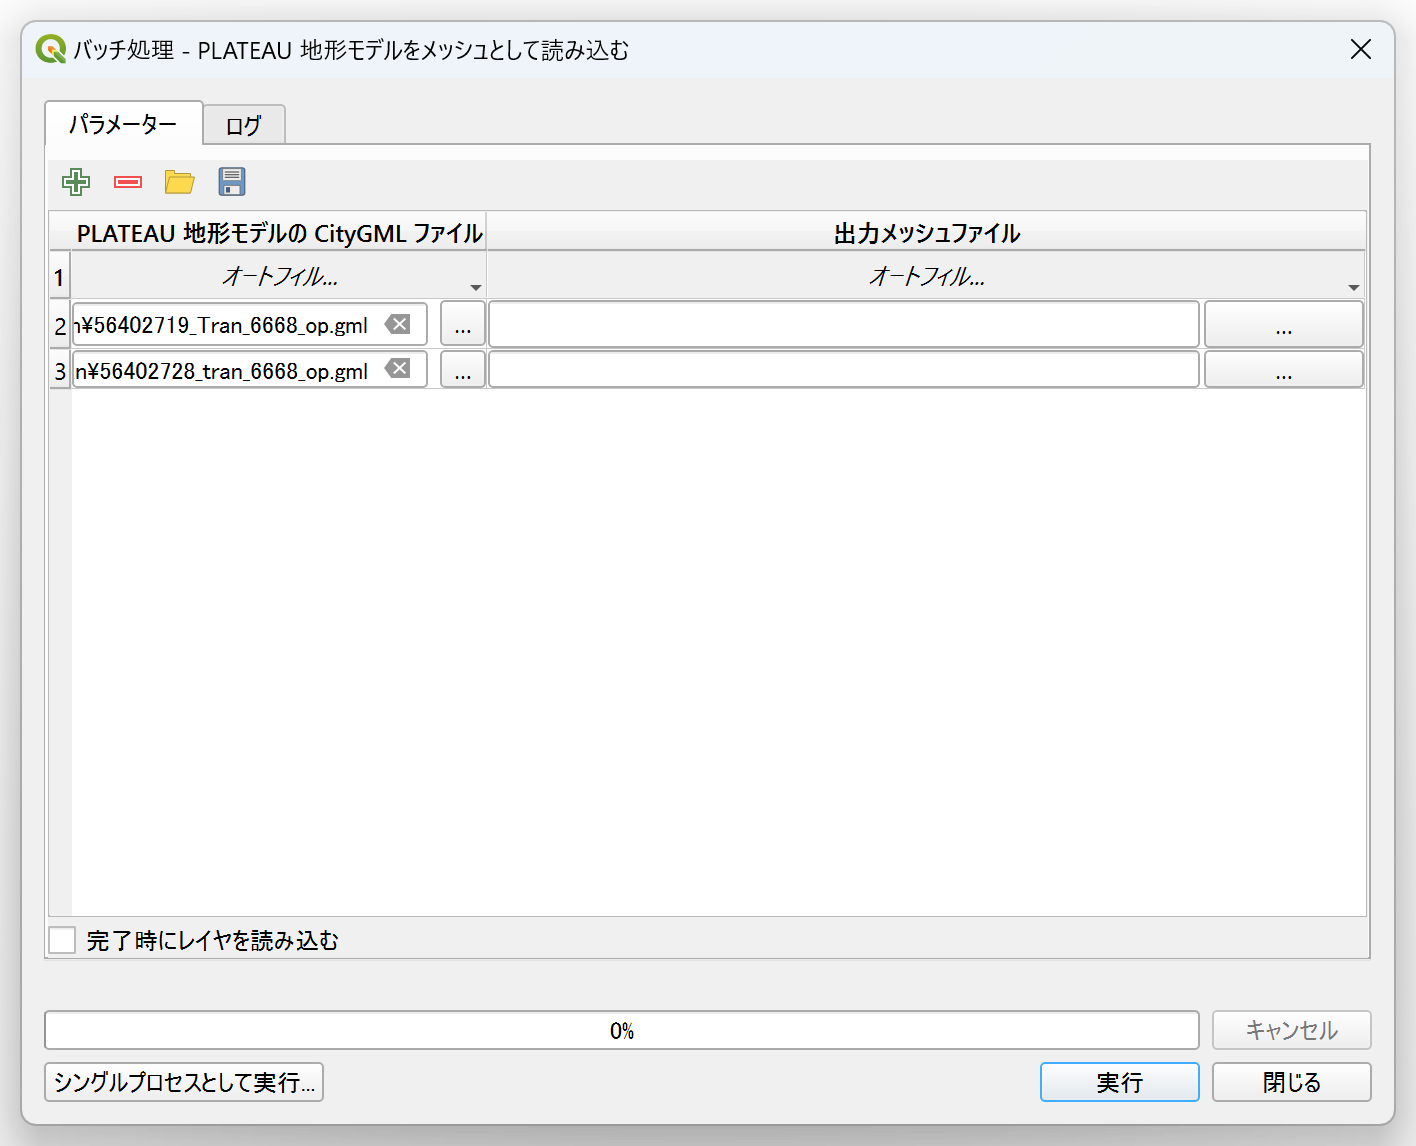 バッチ処理 - PLATEAU 地形モデルをメッシュとして読み込む
パラメーター
ログ
PLATEAU 地形モデルの CityGML ファイル
出力メッシュファイル
1
オートフィル...
オートフィル...
2
n¥56402719_Tran_6668_op.gml
...
...
3
n¥56402728_tran_6668_op.gml
...
...
完了時にレイヤを読み込む
0%
キャンセル
シングルプロセスとして実行...
実行
閉じる